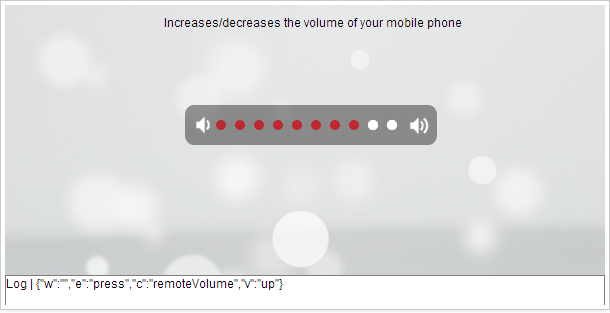 Increases/decreases the volume of your mobile phone
Log | {"w":"","e":"press","c":"remoteVolume","v":"up"}